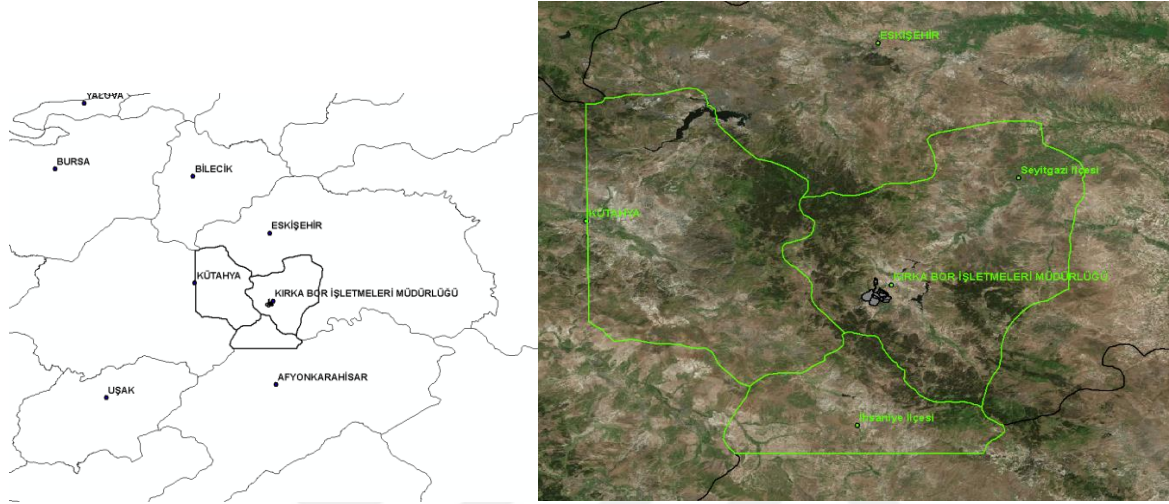 YALOVA
BURSA
BİLECİK
ESKİŞEHİR
KÜTAHYA
KIRKA BOR İŞLETMELERİ MÜDÜRLÜĞÜ
AFYONKARAHİSAR
UŞAK
ESKİŞEHİR
Seyitgazi İlçesi
KÜTAHYA
KIRKA BOR İŞLETMELERİ MÜDÜRLÜĞÜ
İhsaniye İlçesi